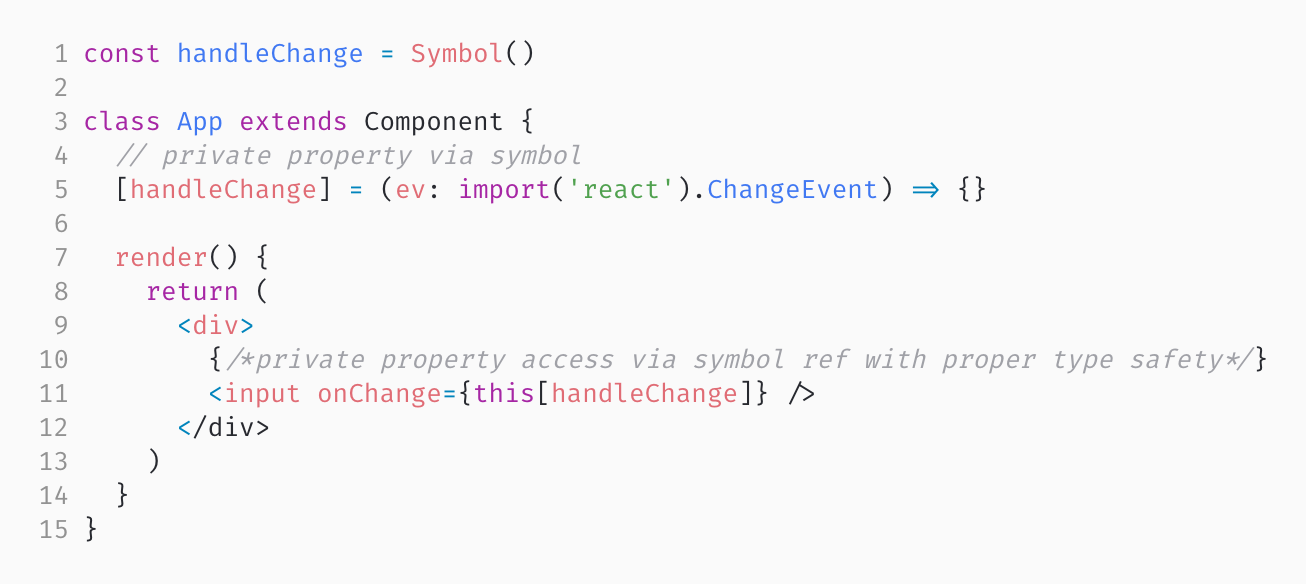 1 const handleChange = Symbol()
2
3 class App extends Component {
4   // private property via symbol
5   [handleChange] = (ev: import('react').ChangeEvent) => {}
6
7   render() {
8     return (
9       <div>
10         {/*private property access via symbol ref with proper type safety*/}
11         <input onChange={this[handleChange]} />
12       </div>
13     )
14   }
15 }